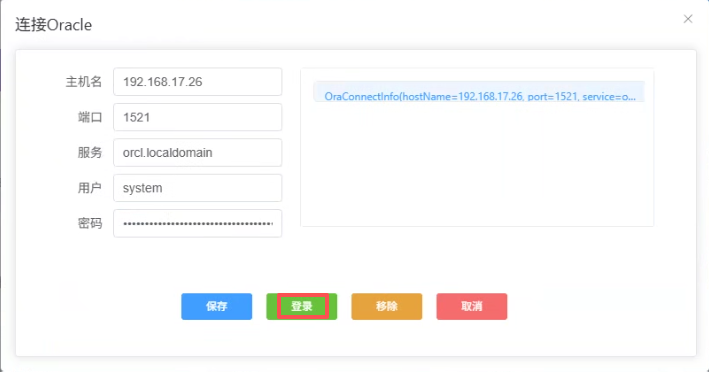 连接Oracle
主机名 192.168.17.26
OraConnectInfo(hostName=192.168.17.26, port=1521, service=o...
端口 1521
服务 orcl.localdomain
用户 system
密码
保存 登录 移除 取消